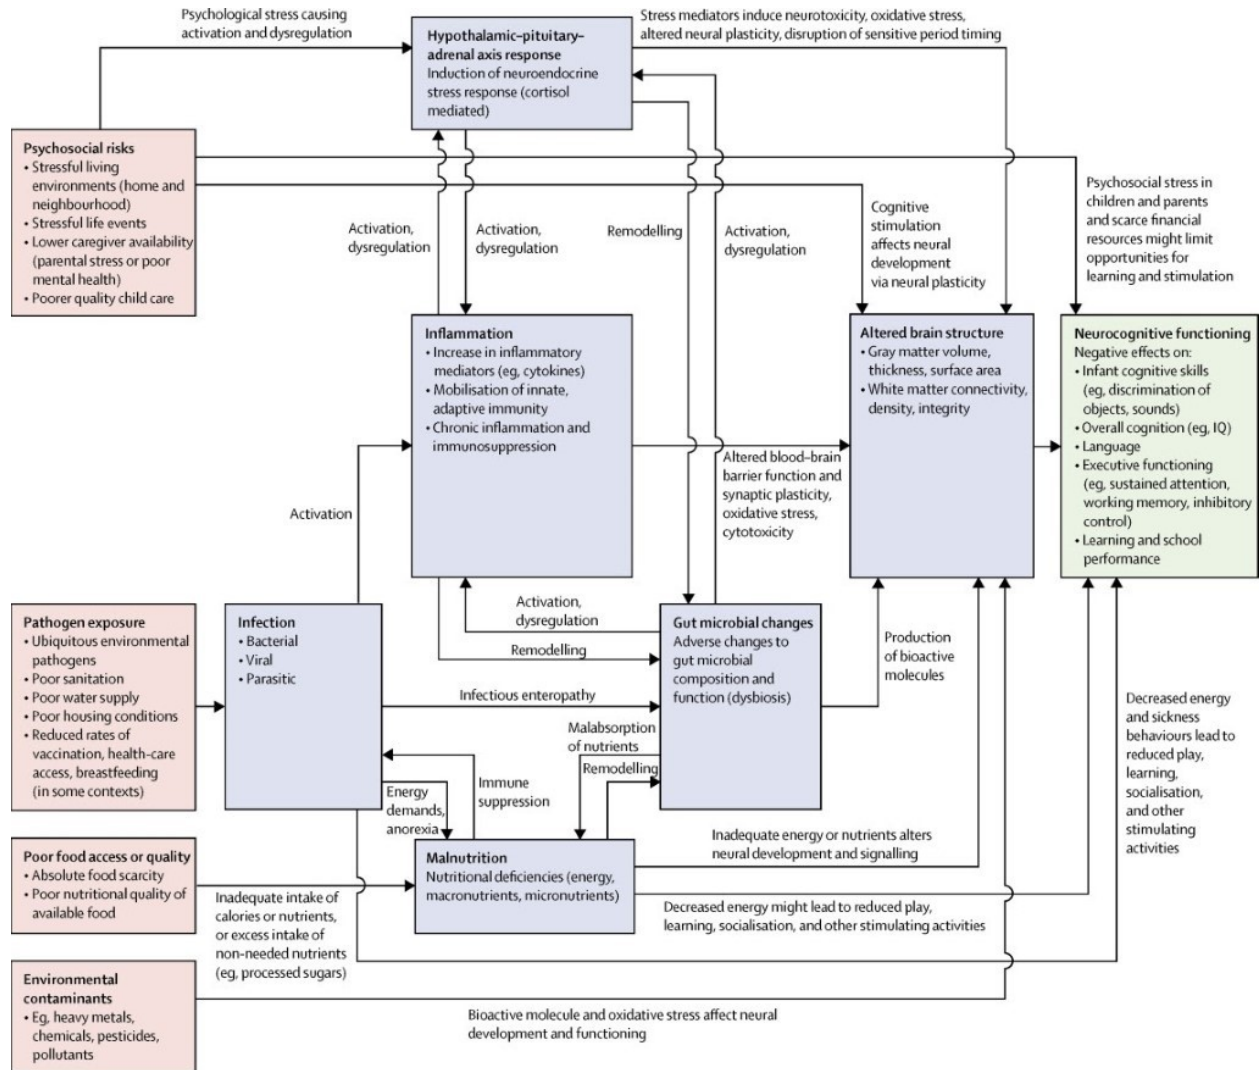 Psychological stress causing
activation and dysregulation
Hypothalamic–pituitary–
adrenal axis response
Induction of neuroendocrine
stress response (cortisol
mediated)
Stress mediators induce neurotoxicity, oxidative stress,
altered neural plasticity, disruption of sensitive period timing
Psychosocial risks
• Stressful living
environments (home and
neighbourhood)
• Stressful life events
• Lower caregiver availability
(parental stress or poor
mental health)
• Poorer quality child care
Activation,
dysregulation
Activation,
dysregulation
Remodelling
Activation,
dysregulation
Cognitive
stimulation
affects neural
development
via neural plasticity
Psychosocial stress in
children and parents
and scarce financial
resources might limit
opportunities for
learning and stimulation
Inflammation
• Increase in inflammatory
mediators (eg, cytokines)
• Mobilisation of innate,
adaptive immunity
• Chronic inflammation and
immunosuppression
Altered brain structure
• Gray matter volume,
thickness, surface area
• White matter connectivity,
density, integrity
Neurocognitive functioning
Negative effects on:
• Infant cognitive skills
(eg, discrimination of
objects, sounds)
• Overall cognition (eg, IQ)
• Language
• Executive functioning
(eg, sustained attention,
working memory, inhibitory
control)
• Learning and school
performance
Activation
Altered blood–brain
barrier function and
synaptic plasticity,
oxidative stress,
cytotoxicity
Pathogen exposure
• Ubiquitous environmental
pathogens
• Poor sanitation
• Poor water supply
• Poor housing conditions
• Reduced rates of
vaccination, health-care
access, breastfeeding
(in some contexts)
Infection
• Bacterial
• Viral
• Parasitic
Activation,
dysregulation
Remodelling
Infectious enteropathy
Gut microbial changes
Adverse changes to
gut microbial
composition and
function (dysbiosis)
Production
of bioactive
molecules
Malabsorption
of nutrients
Remodelling
Immune
suppression
Energy
demands,
anorexia
Decreased energy
and sickness
behaviours lead to
reduced play,
learning,
socialisation,
and other
stimulating
activities
Poor food access or quality
• Absolute food scarcity
• Poor nutritional quality of
available food
Inadequate intake of
calories or nutrients,
or excess intake of
non-needed nutrients
(eg, processed sugars)
Malnutrition
Nutritional deficiencies (energy,
macronutrients, micronutrients)
Inadequate energy or nutrients alters
neural development and signalling
Decreased energy might lead to reduced play,
learning, socialisation, and other stimulating activities
Environmental
contaminants
• Eg, heavy metals,
chemicals, pesticides,
pollutants
Bioactive molecule and oxidative stress affect neural
development and functioning